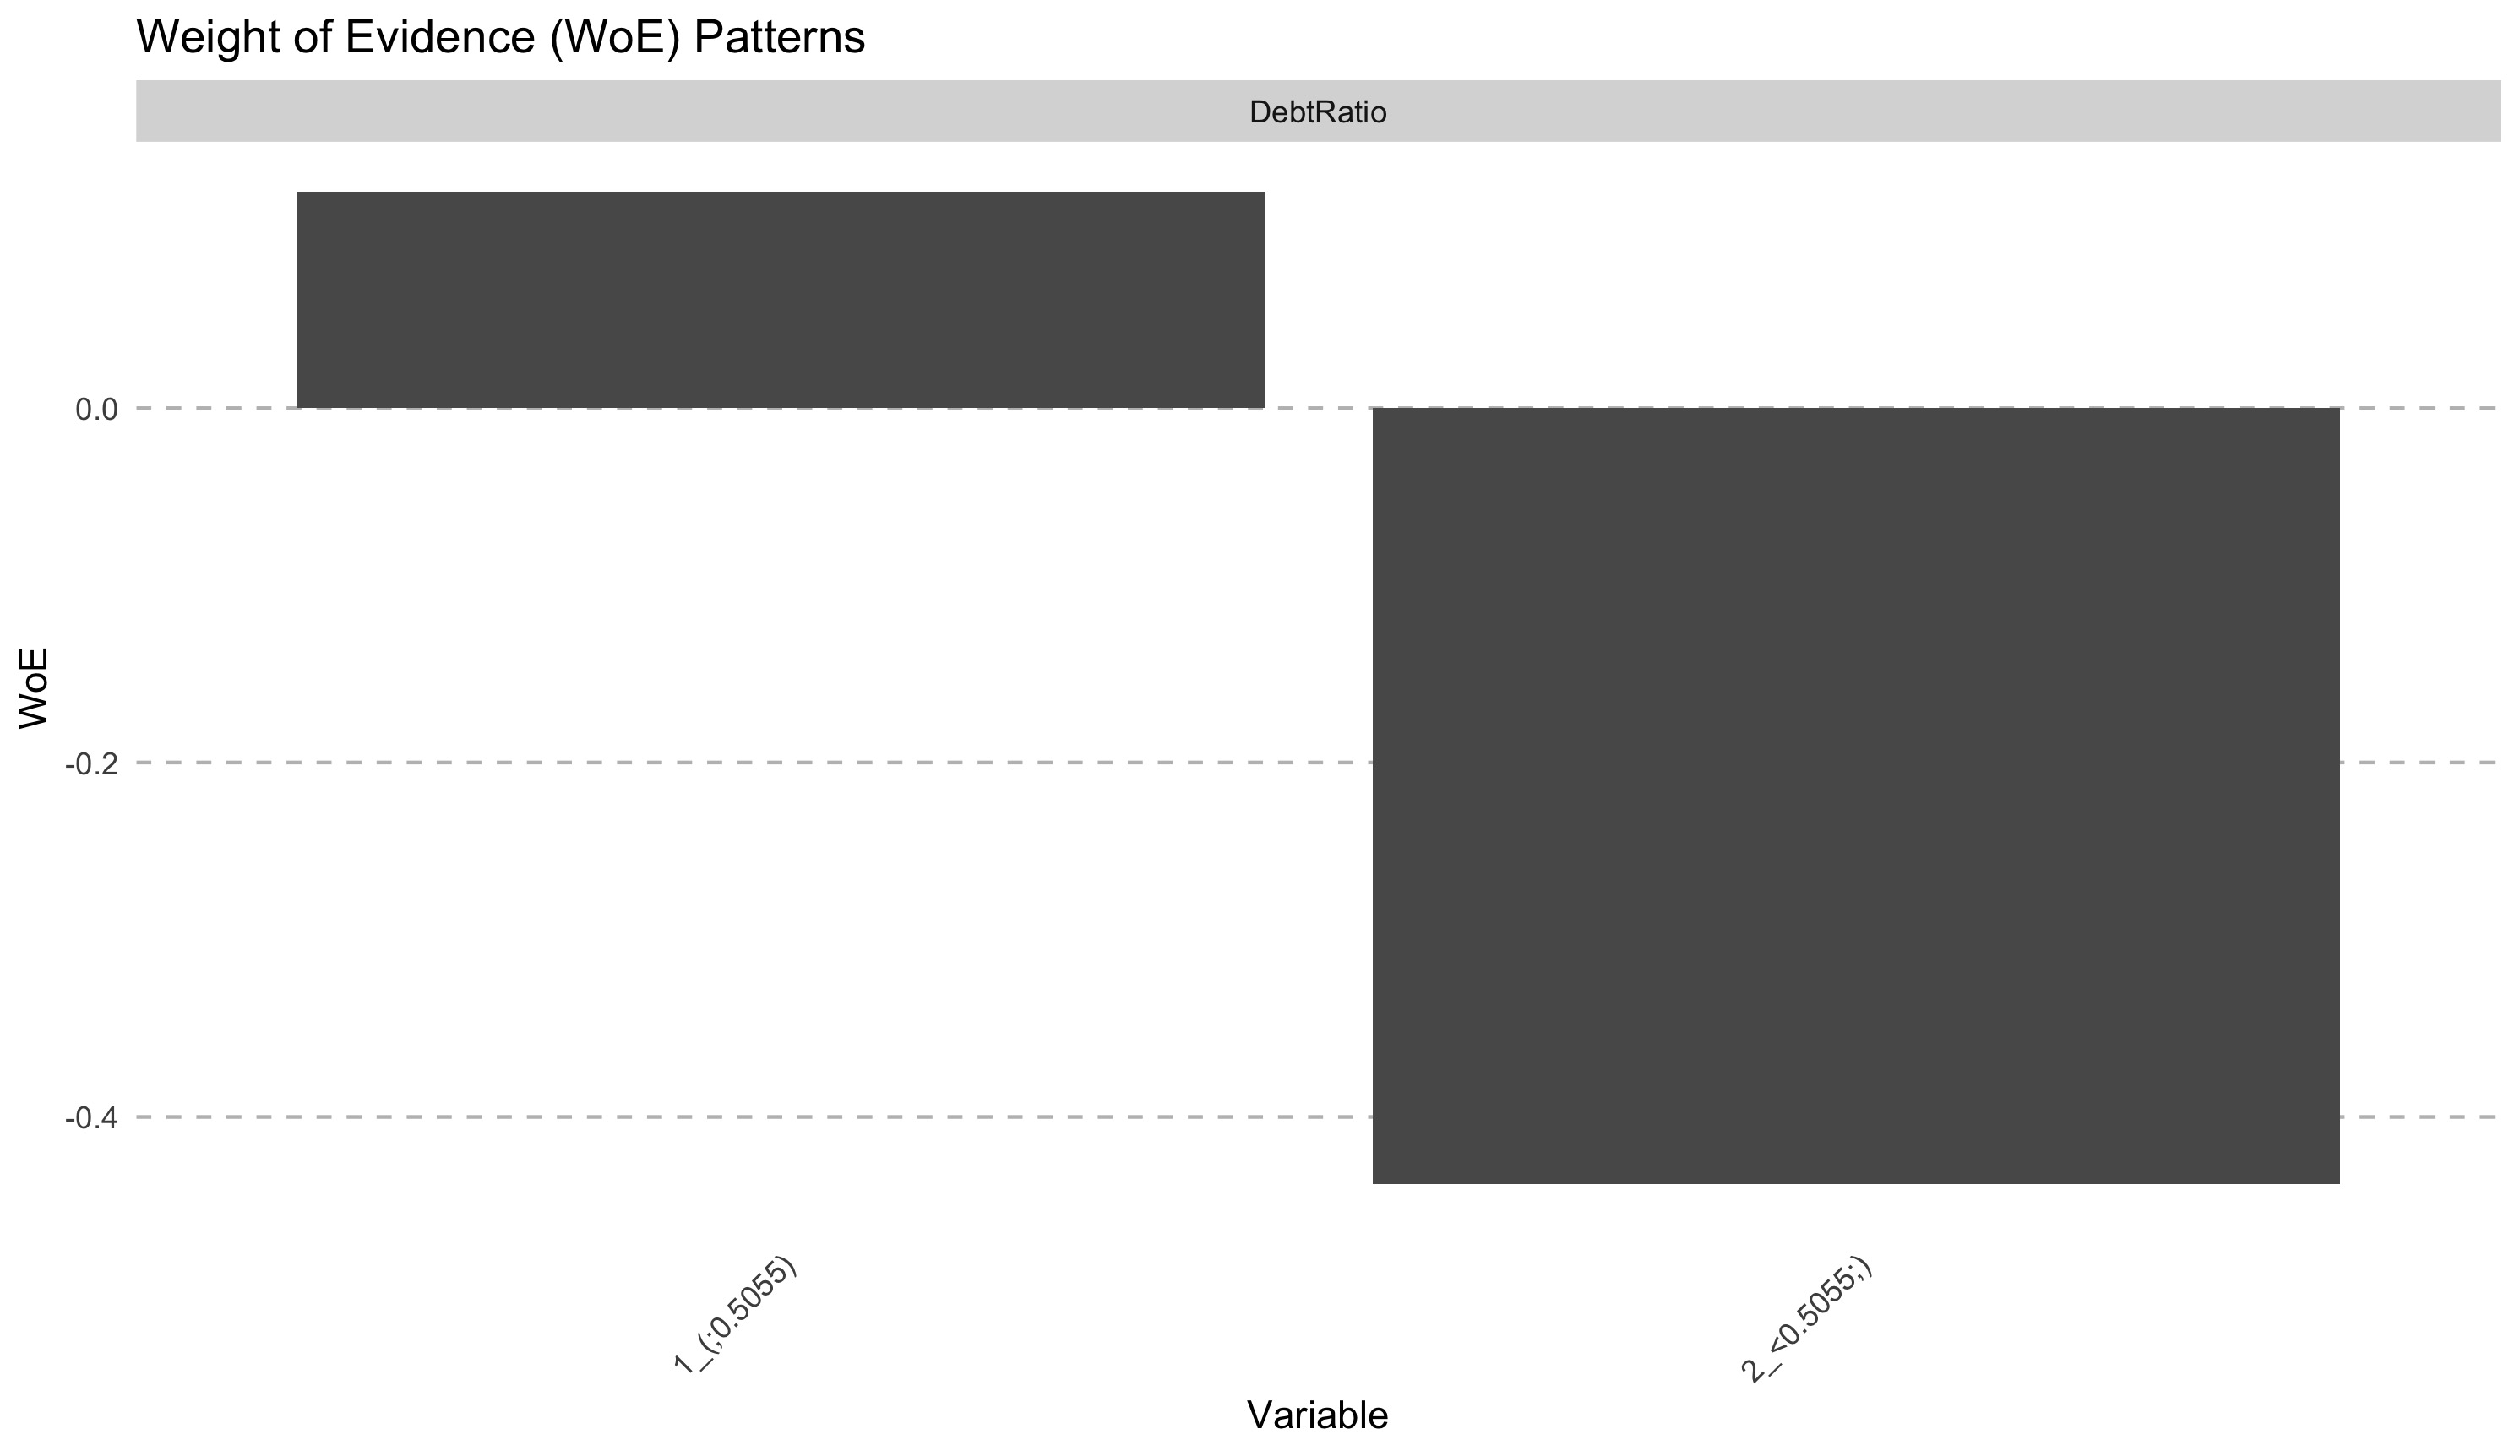 Weight of Evidence (WoE) Patterns
DebtRatio
0.0
-0.2
-0.4
WoE
1_(;0.5055)
2_<0.5055;)
Variable